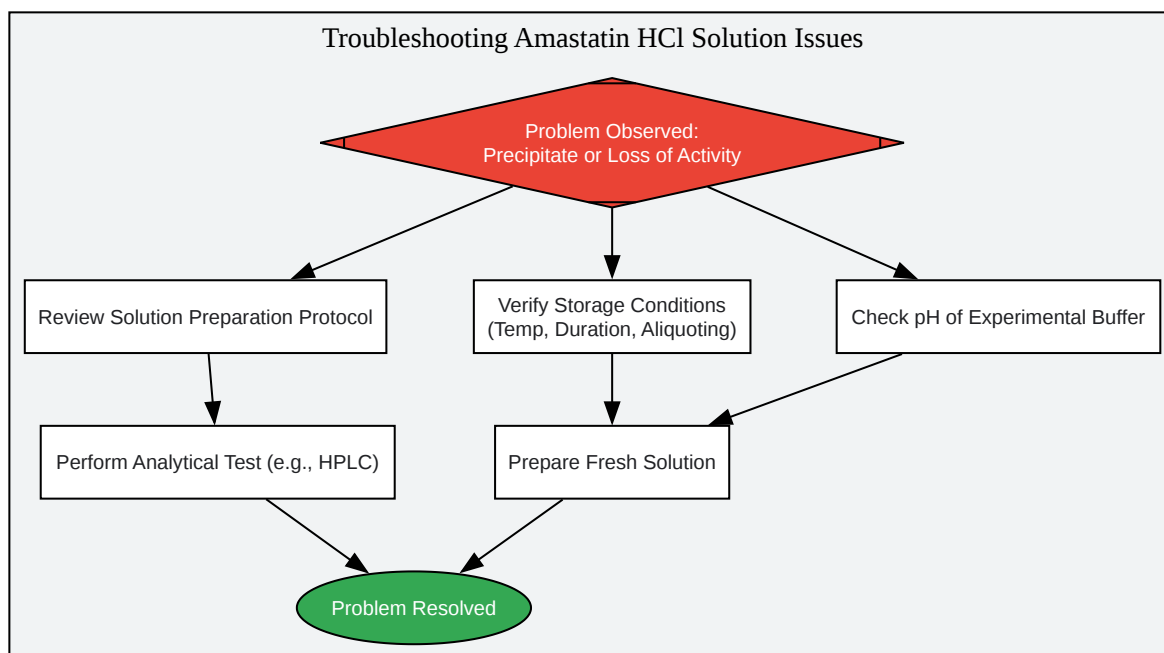 Troubleshooting Amastatin HCl Solution Issues
Problem Observed:
Precipitate or Loss of Activity
Review Solution Preparation Protocol
Verify Storage Conditions
(Temp, Duration, Aliquoting)
Check pH of Experimental Buffer
Perform Analytical Test (e.g., HPLC)
Prepare Fresh Solution
Problem Resolved